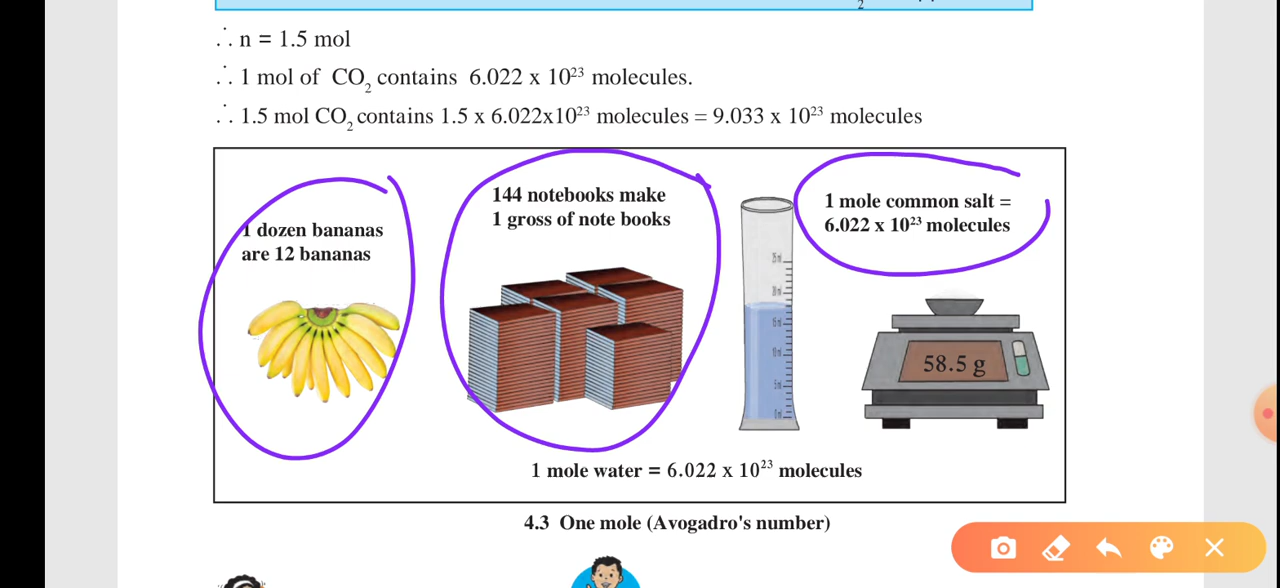 ∴ n = 1.5 mol
∴ 1 mol of CO₂ contains 6.022 x 10²³ molecules.
∴ 1.5 mol CO₂ contains 1.5 x 6.022x10²³ molecules = 9.033 x 10²³ molecules
1 dozen bananas
are 12 bananas
144 notebooks make
1 gross of note books
1 mole common salt =
6.022 x 10²³ molecules
58.5 g
1 mole water = 6.022 x 10²³ molecules
4.3 One mole (Avogadro's number)